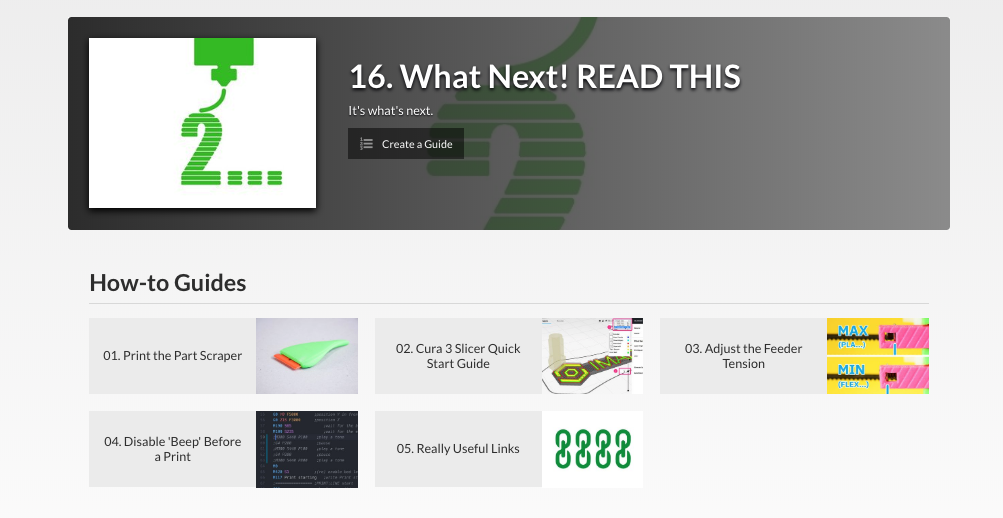 2...
16. What Next! READ THIS
It's what's next.
Create a Guide
How-to Guides
01. Print the Part Scraper
02. Cura 3 Slicer Quick
Start Guide
03. Adjust the Feeder
Tension
MAX
(PLA...)
MIN
(FLEX...)
04. Disable 'Beep' Before
a Print
05. Really Useful Links